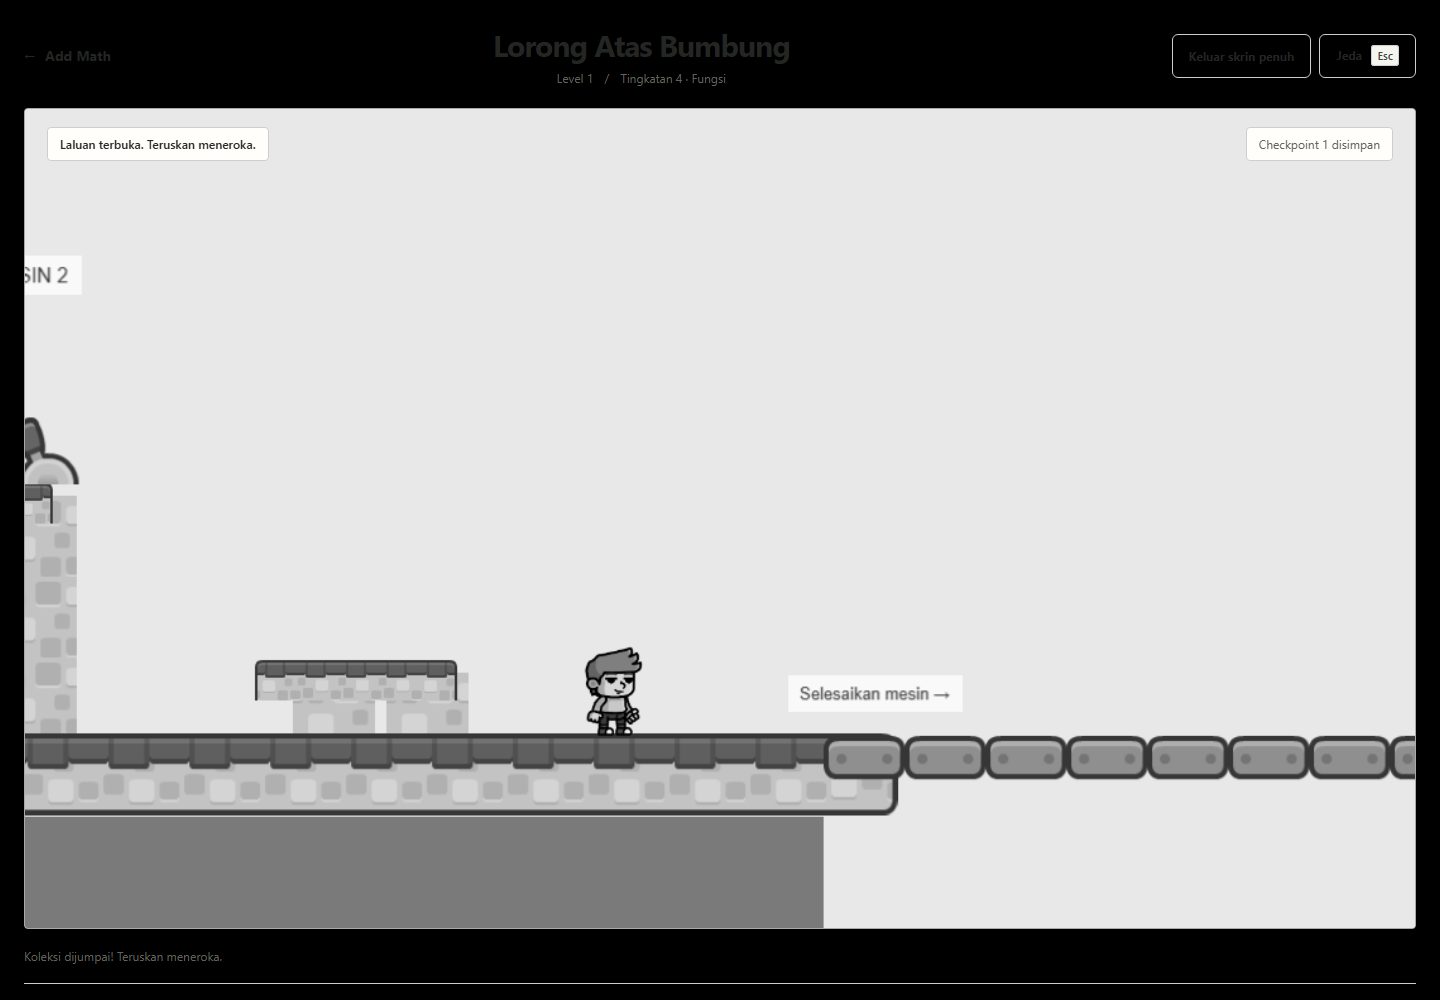 ← Add Math
Lorong Atas Bumbung
Level 1 / Tingkatan 4 · Fungsi
Keluar skrin penuh
Jeda Esc
Laluan terbuka. Teruskan meneroka.
Checkpoint 1 disimpan
SIN 2
Selesaikan mesin →
Koleksi dijumpai! Teruskan meneroka.